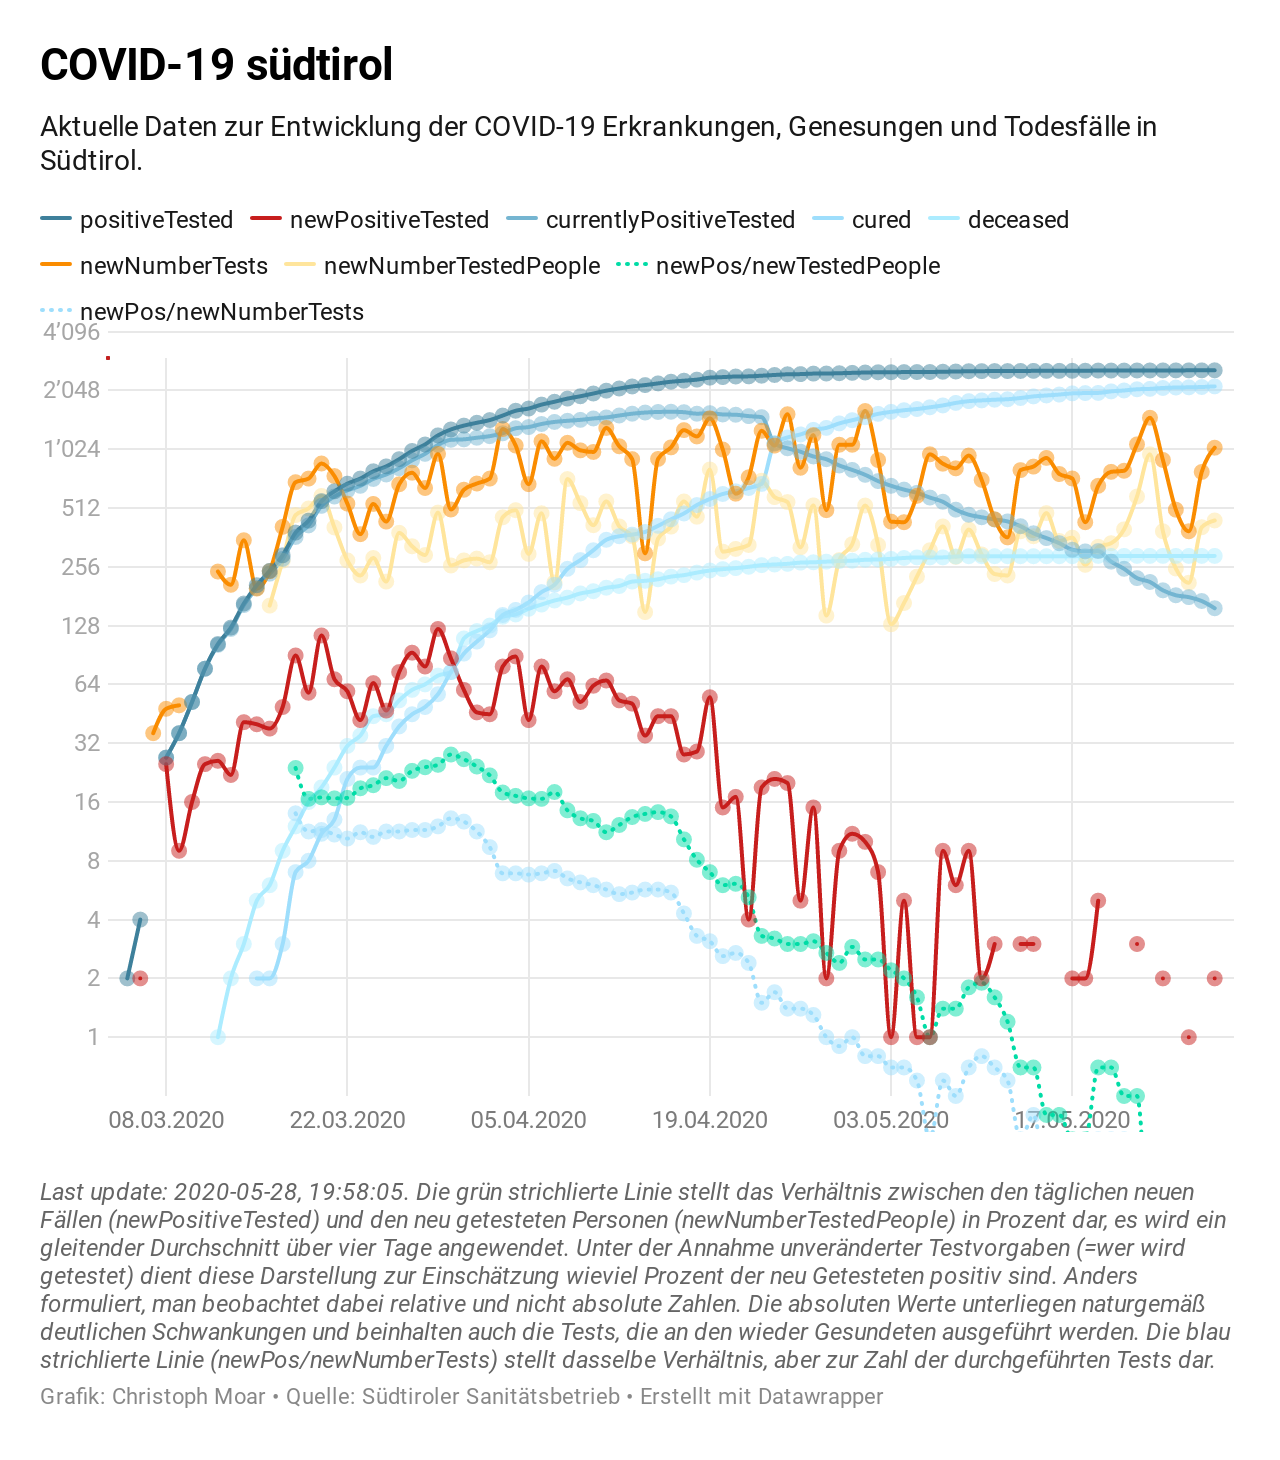 COVID-19 südtirol
Aktuelle Daten zur Entwicklung der COVID-19 Erkrankungen, Genesungen und Todesfälle in
Südtirol.
positiveTested newPositiveTested currentlyPositiveTested cured deceased
newNumberTests newNumberTestedPeople newPos/newTestedPeople
newPos/newNumberTests
4’096
2’048
1’024
512
256
128
64
32
16
8
4
2
1
08.03.2020 22.03.2020 05.04.2020 19.04.2020 03.05.2020 17.05.2020
Last update: 2020-05-28, 19:58:05. Die grün strichlierte Linie stellt das Verhältnis zwischen den täglichen neuen
Fällen (newPositiveTested) und den neu getesteten Personen (newNumberTestedPeople) in Prozent dar, es wird ein
gleitender Durchschnitt über vier Tage angewendet. Unter der Annahme unveränderter Testvorgaben (=wer wird
getestet) dient diese Darstellung zur Einschätzung wieviel Prozent der neu Getesteten positiv sind. Anders
formuliert, man beobachtet dabei relative und nicht absolute Zahlen. Die absoluten Werte unterliegen naturgemäß
deutlichen Schwankungen und beinhalten auch die Tests, die an den wieder Gesundeten ausgeführt werden. Die blau
strichlierte Linie (newPos/newNumberTests) stellt dasselbe Verhältnis, aber zur Zahl der durchgeführten Tests dar.
Grafik: Christoph Moar • Quelle: Südtiroler Sanitätsbetrieb • Erstellt mit Datawrapper